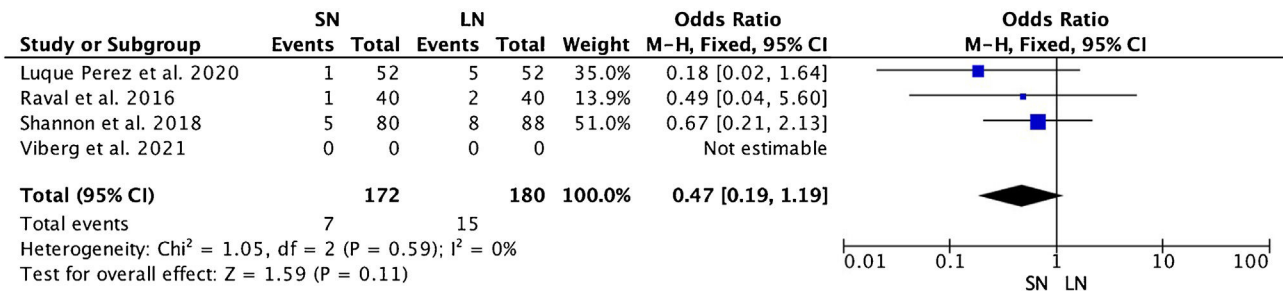 SN LN Odds Ratio Odds Ratio
Study or Subgroup Events Total Events Total Weight M-H, Fixed, 95% CI M-H, Fixed, 95% CI
Luque Perez et al. 2020 1 52 5 52 35.0% 0.18 [0.02, 1.64]
Raval et al. 2016 1 40 2 40 13.9% 0.49 [0.04, 5.60]
Shannon et al. 2018 5 80 8 88 51.0% 0.67 [0.21, 2.13]
Viberg et al. 2021 0 0 0 0 Not estimable
Total (95% CI) 172 180 100.0% 0.47 [0.19, 1.19]
Total events 7 15
Heterogeneity: Chi² = 1.05, df = 2 (P = 0.59); I² = 0%
Test for overall effect: Z = 1.59 (P = 0.11)
0.01 0.1 1 10 100
SN LN